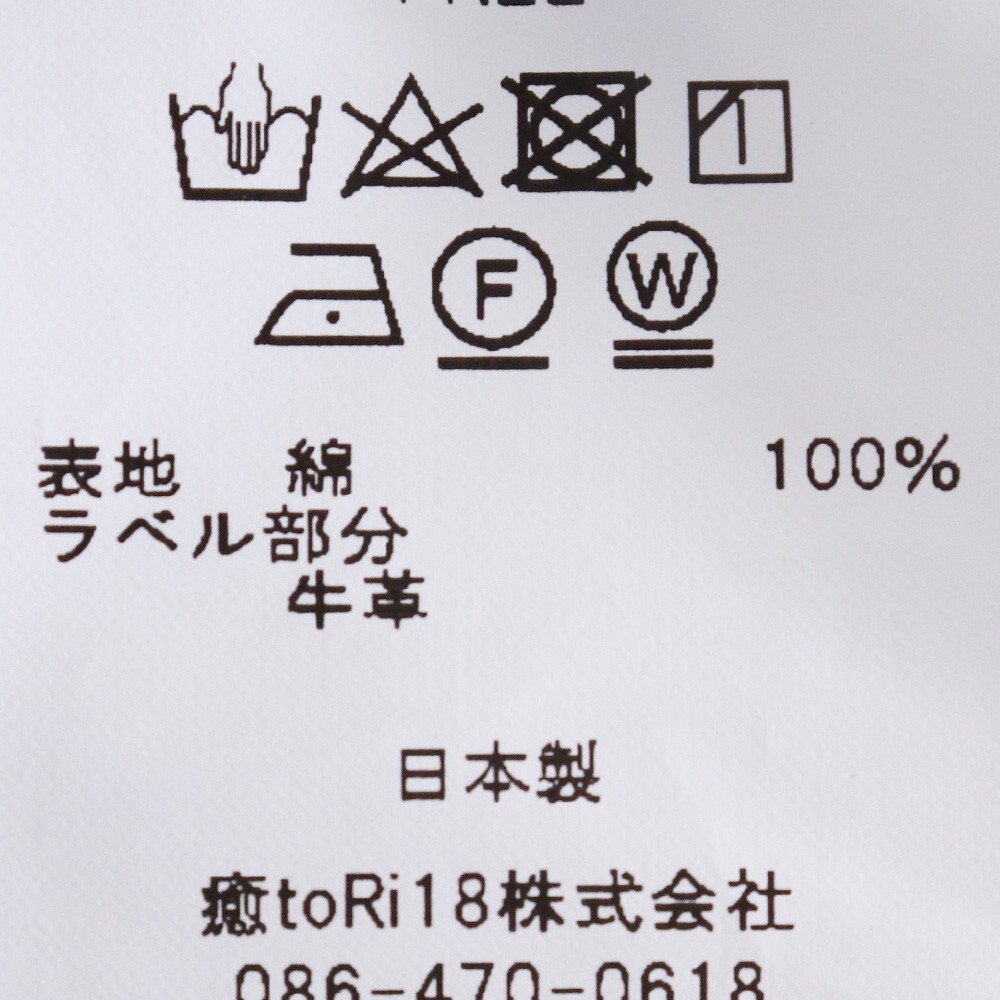 F W
表地 綿 100%
ラベル部分
牛革
日本製
癒toRi18株式会社
086-470-0618